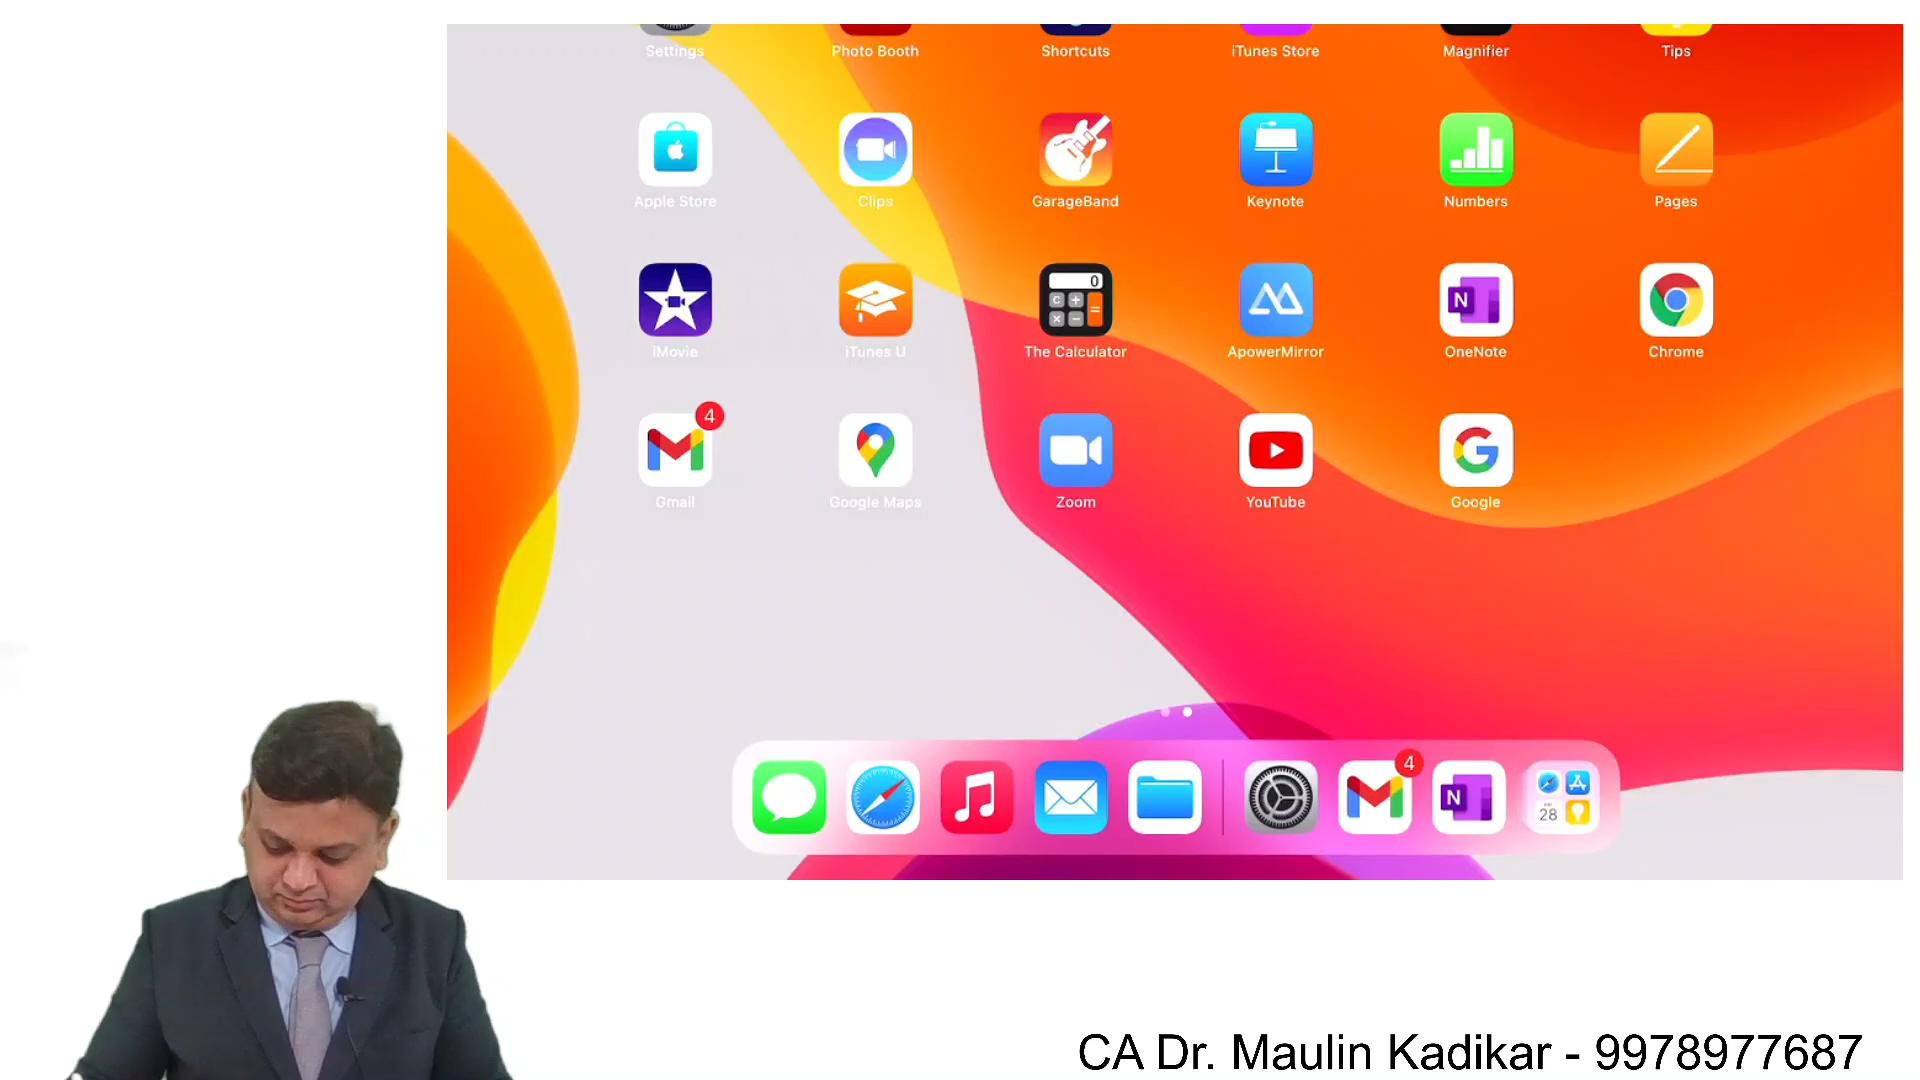 Settings Photo Booth Shortcuts iTunes Store Magnifier Tips
Apple Store Clips GarageBand Keynote Numbers Pages
0
C + = × −
N
iMovie iTunes U The Calculator ApowerMirror OneNote Chrome
4
Gmail Google Maps Zoom YouTube Google
4
N
28
CA Dr. Maulin Kadikar - 9978977687